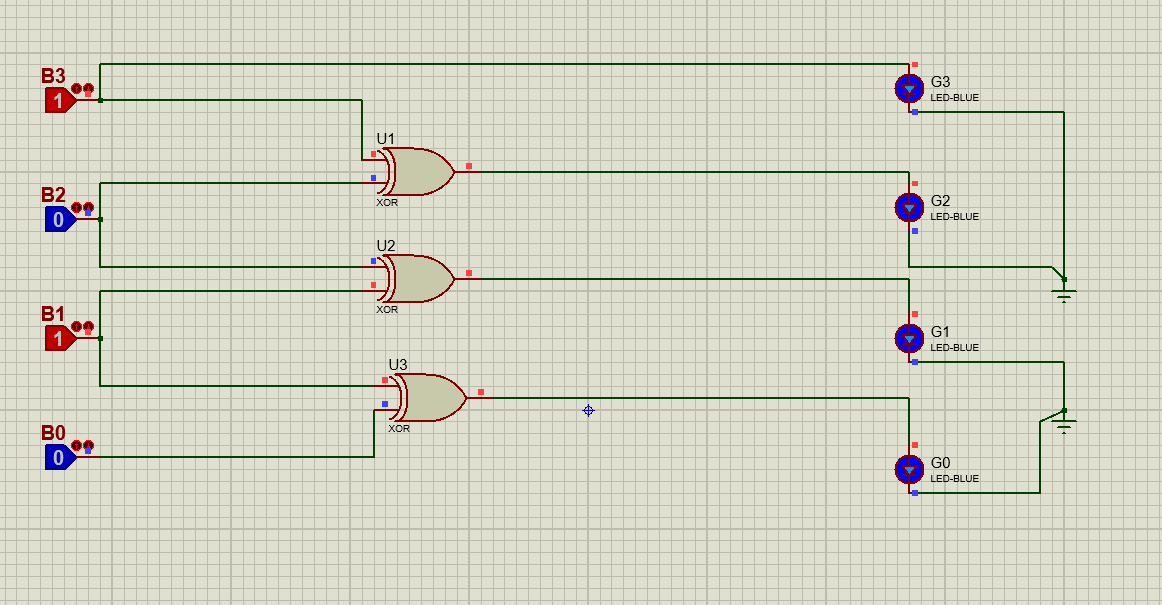 B3
1
G3
LED-BLUE
U1
XOR
B2
0
G2
LED-BLUE
U2
XOR
B1
1
G1
LED-BLUE
U3
XOR
B0
0
G0
LED-BLUE